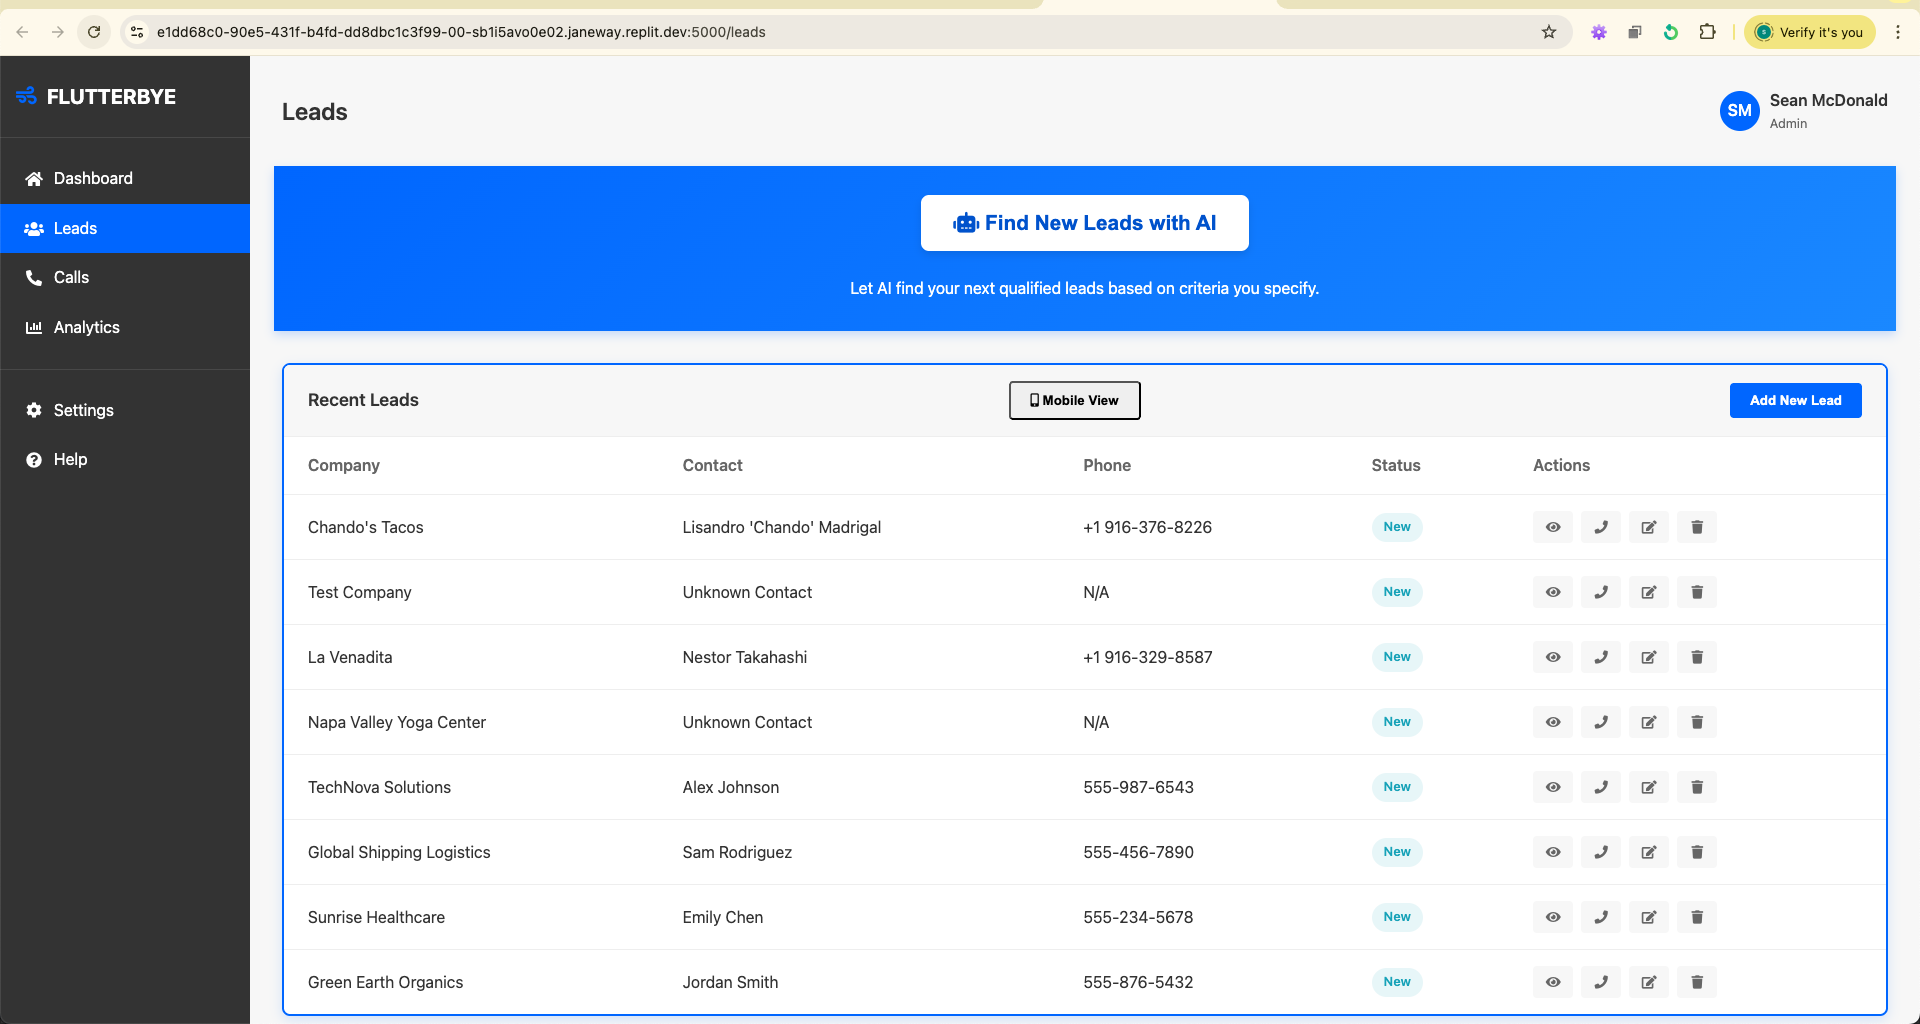 e1dd68c0-90e5-431f-b4fd-dd8dbc1c3f99-00-sb1i5avo0e02.janeway.replit.dev:5000/leads
Verify it's you
FLUTTERBYE
Dashboard
Leads
Calls
Analytics
Settings
Help
Leads
SM
Sean McDonald
Admin
Find New Leads with AI
Let AI find your next qualified leads based on criteria you specify.
Recent Leads
Mobile View
Add New Lead
Company Contact Phone Status Actions
Chando's Tacos Lisandro 'Chando' Madrigal +1 916-376-8226 New
Test Company Unknown Contact N/A New
La Venadita Nestor Takahashi +1 916-329-8587 New
Napa Valley Yoga Center Unknown Contact N/A New
TechNova Solutions Alex Johnson 555-987-6543 New
Global Shipping Logistics Sam Rodriguez 555-456-7890 New
Sunrise Healthcare Emily Chen 555-234-5678 New
Green Earth Organics Jordan Smith 555-876-5432 New